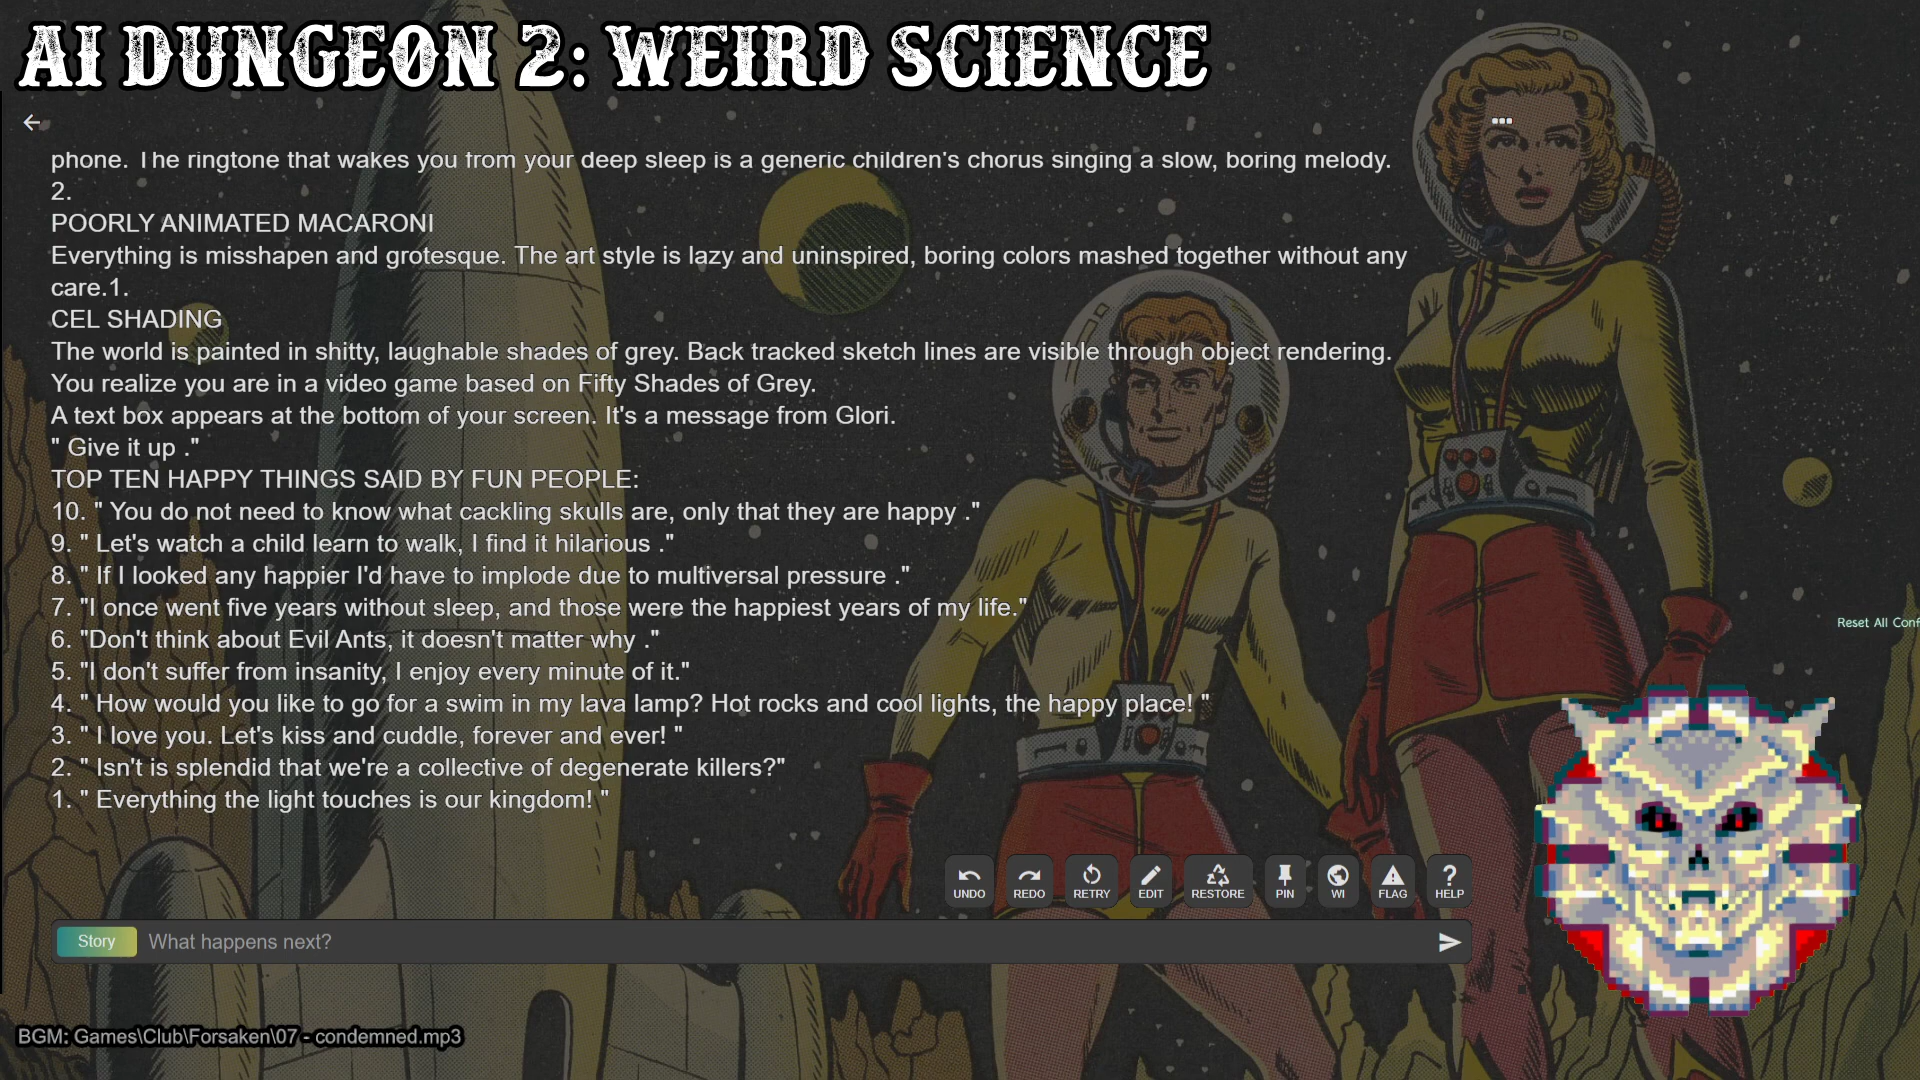 AI DUNGEON 2: WEIRD SCIENCE
phone. The ringtone that wakes you from your deep sleep is a generic children's chorus singing a slow, boring melody.
2.
POORLY ANIMATED MACARONI
Everything is misshapen and grotesque. The art style is lazy and uninspired, boring colors mashed together without any
care.1.
CEL SHADING
The world is painted in shitty, laughable shades of grey. Back tracked sketch lines are visible through object rendering.
You realize you are in a video game based on Fifty Shades of Grey.
A text box appears at the bottom of your screen. It's a message from Glori.
" Give it up ."
TOP TEN HAPPY THINGS SAID BY FUN PEOPLE:
10. " You do not need to know what cackling skulls are, only that they are happy ."
9. " Let's watch a child learn to walk, I find it hilarious ."
8. " If I looked any happier I'd have to implode due to multiversal pressure ."
7. "I once went five years without sleep, and those were the happiest years of my life."
6. "Don't think about Evil Ants, it doesn't matter why ."
5. "I don't suffer from insanity, I enjoy every minute of it."
4. " How would you like to go for a swim in my lava lamp? Hot rocks and cool lights, the happy place! "
3. " I love you. Let's kiss and cuddle, forever and ever! "
2. " Isn't is splendid that we're a collective of degenerate killers?"
1. " Everything the light touches is our kingdom! "
Reset All Conf
UNDO REDO RETRY EDIT RESTORE PIN WI FLAG HELP
Story What happens next?
BGM: Games\Club\Forsaken\07 - condemned.mp3